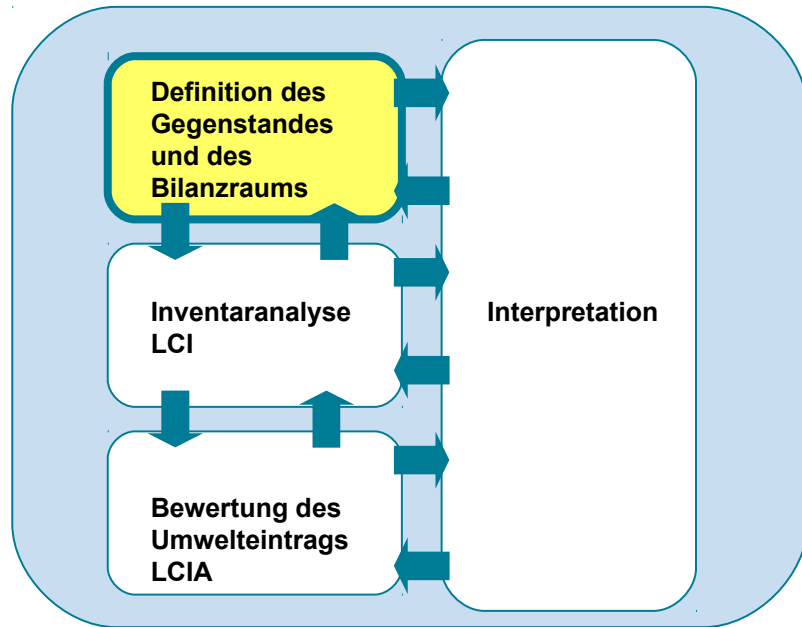 Definition des
Gegenstandes
und des
Bilanzraums
Inventaranalyse
LCI
Interpretation
Bewertung des
Umwelteintrags
LCIA